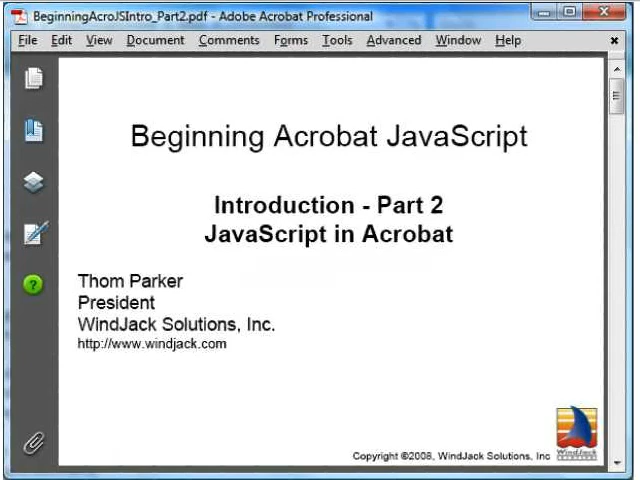 BeginningAcroJSIntro_Part2.pdf - Adobe Acrobat Professional
File Edit View Document Comments Forms Tools Advanced Window Help
Beginning Acrobat JavaScript
Introduction - Part 2
JavaScript in Acrobat
Thom Parker
President
WindJack Solutions, Inc.
http://www.windjack.com
WindJack
Copyright ©2008, WindJack Solutions, Inc